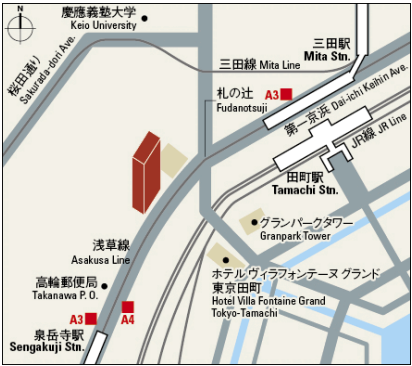 N
慶應義塾大学
Keio University
桜田通り
Sakurada-dori Ave.
三田駅
Mita Stn.
三田線 Mita Line
札の辻
Fudanotsuji
A3
第一京浜 Dai-ichi Keihin Ave.
JR線 JR Line
田町駅
Tamachi Stn.
浅草線
Asakusa Line
グランパークタワー
Granpark Tower
高輪郵便局
Takanawa P. O.
ホテル ヴィラフォンテーヌ グランド
東京田町
Hotel Villa Fontaine Grand
Tokyo-Tamachi
A3
A4
泉岳寺駅
Sengakuji Stn.